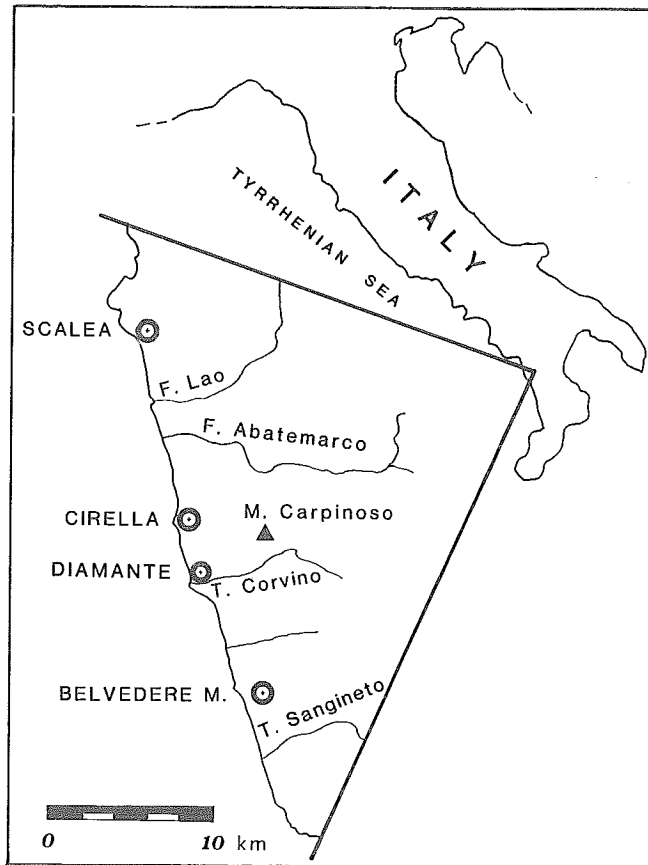 ITALY
TYRRHENIAN SEA
SCALEA
F. Lao
F. Abatemarco
CIRELLA
M. Carpinoso
DIAMANTE
T. Corvino
BELVEDERE M.
T. Sangineto
0 10 km